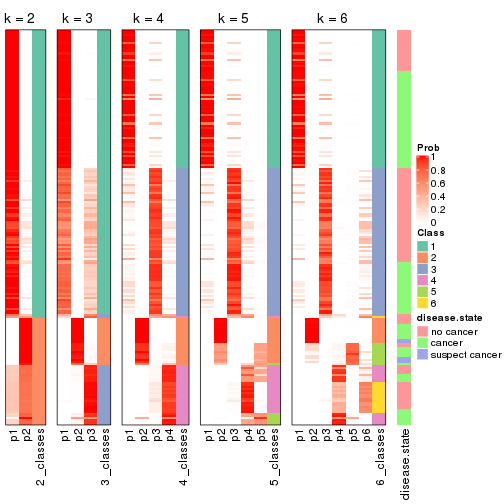 k = 2 k = 3 k = 4 k = 5 k = 6
Prob
1
0.8
0.6
0.4
0.2
0
Class
1
2
3
4
5
6
disease.state
no cancer
cancer
suspect cancer
p1 p2 2_classes p1 p2 p3 3_classes p1 p2 p3 p4 4_classes p1 p2 p3 p4 p5 5_classes p1 p2 p3 p4 p5 p6 6_classes disease.state